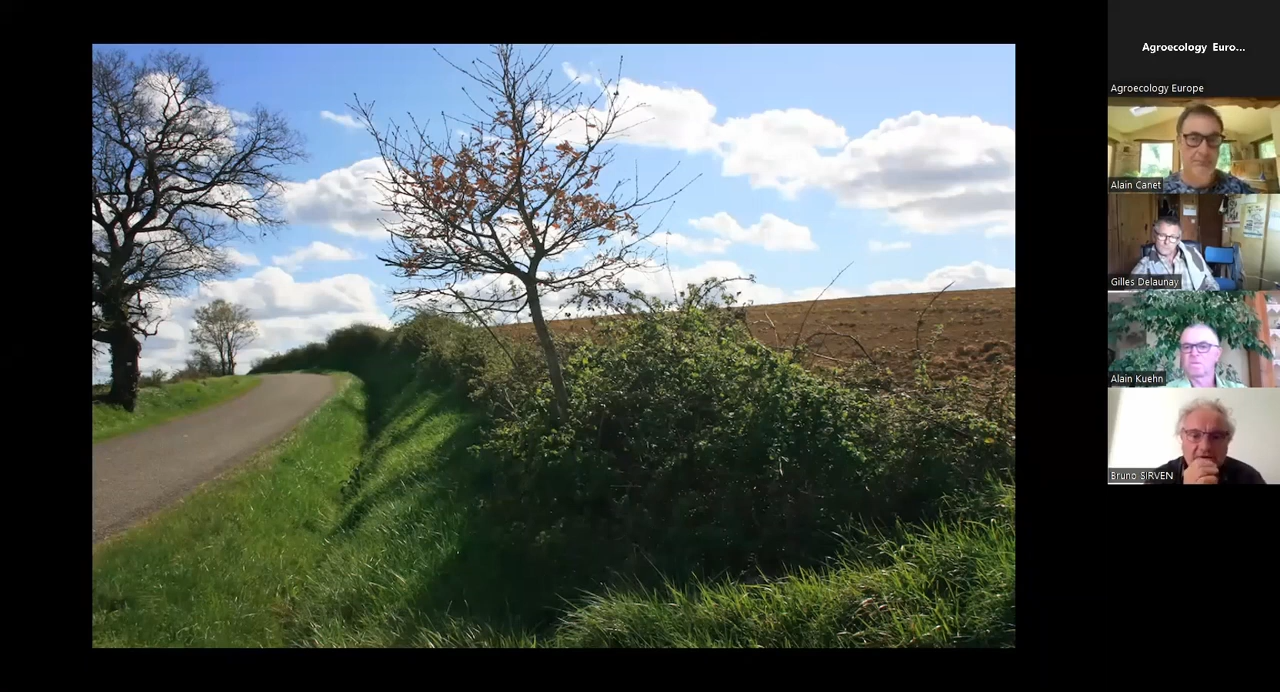 Agroecology Euro...
Agroecology Europe
Alain Canet
Gilles Delaunay
Alain Kuehn
Bruno SIRVEN